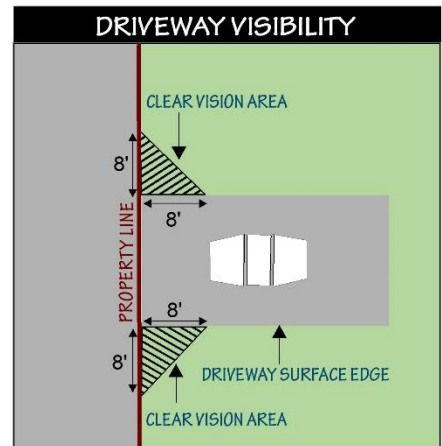 DRIVEWAY VISIBILITY
CLEAR VISION AREA
8'
8'
PROPERTY LINE
8'
8'
DRIVEWAY SURFACE EDGE
CLEAR VISION AREA